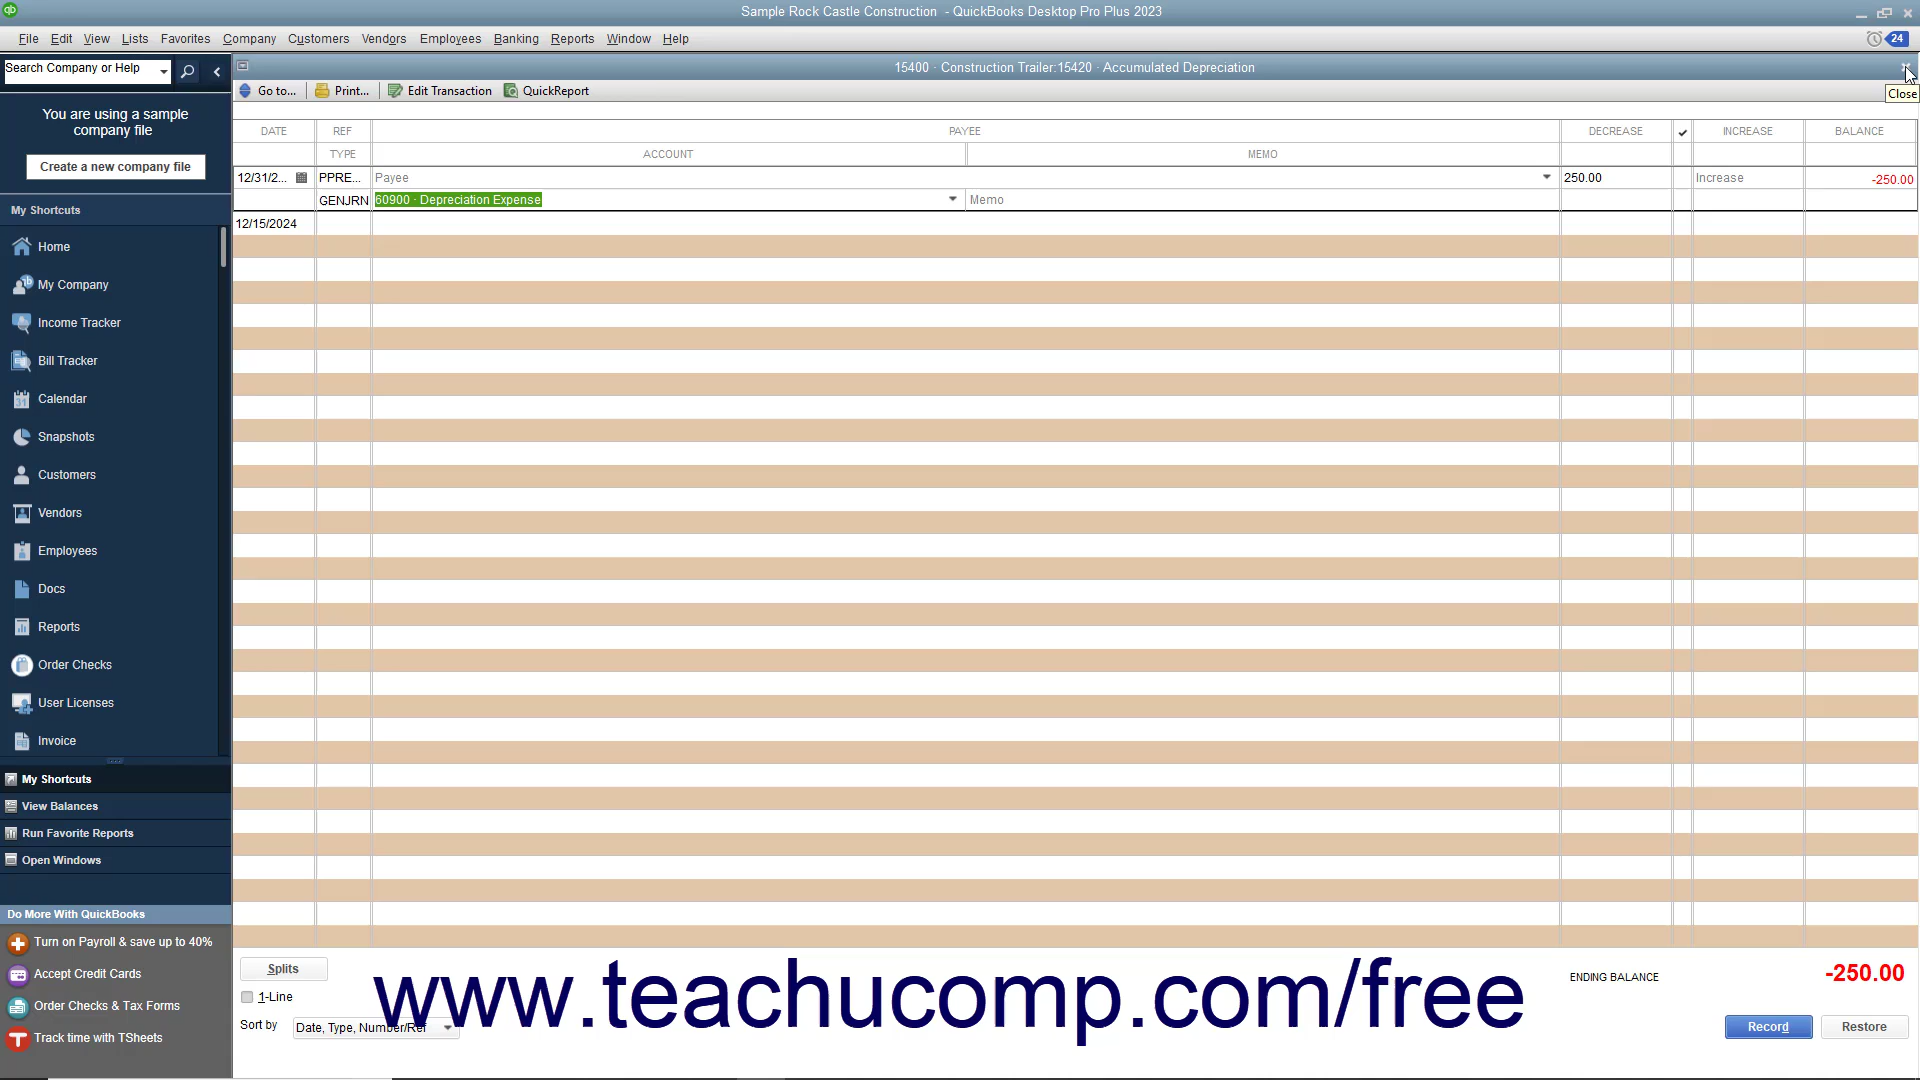 Sample Rock Castle Construction - QuickBooks Desktop Pro Plus 2023
File Edit View Lists Favorites Company Customers Vendors Employees Banking Reports Window Help
24
Search Company or Help
15400 · Construction Trailer:15420 · Accumulated Depreciation
Go to... Print... Edit Transaction QuickReport
Close
You are using a sample
company file
Create a new company file
DATE REF PAYEE DECREASE ✓ INCREASE BALANCE
TYPE ACCOUNT MEMO
12/31/2... PPRE... Payee 250.00 Increase -250.00
GENJRN 60900 · Depreciation Expense Memo
12/15/2024
My Shortcuts
Home
My Company
Income Tracker
Bill Tracker
31
Calendar
Snapshots
Customers
Vendors
Employees
Docs
Reports
Order Checks
User Licenses
Invoice
My Shortcuts
View Balances
Run Favorite Reports
Open Windows
Do More With QuickBooks
Turn on Payroll & save up to 40%
Accept Credit Cards
Order Checks & Tax Forms
Track time with TSheets
Splits
1-Line
Sort by Date, Type, Number/Ref
www.teachucomp.com/free
ENDING BALANCE -250.00
Record Restore